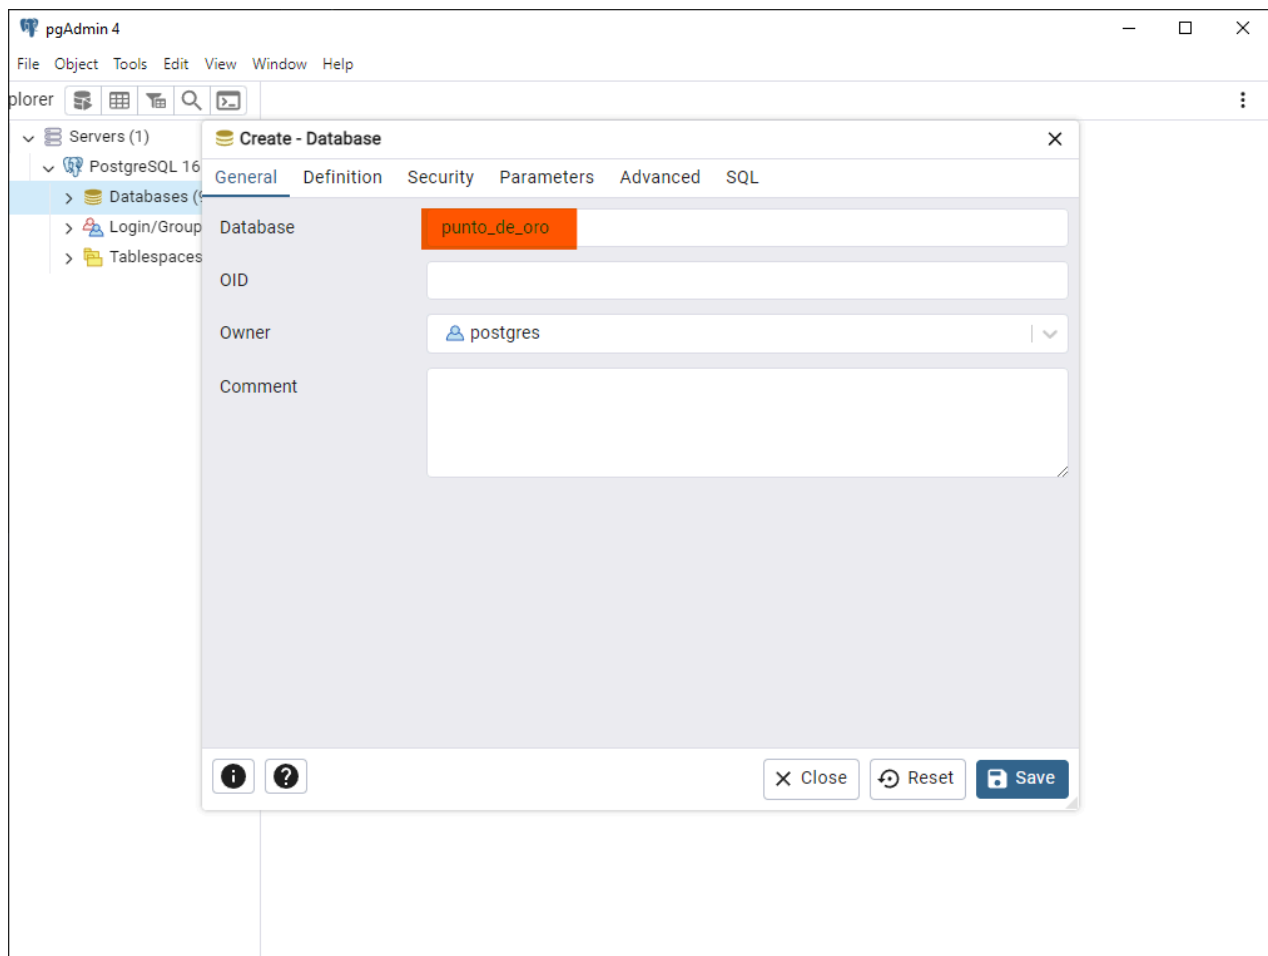 pgAdmin 4
File Object Tools Edit View Window Help
plorer
Servers (1)
PostgreSQL 16
Databases (
Login/Group
Tablespaces
Create - Database
General Definition Security Parameters Advanced SQL
Database punto_de_oro
OID
Owner postgres
Comment
Close Reset Save